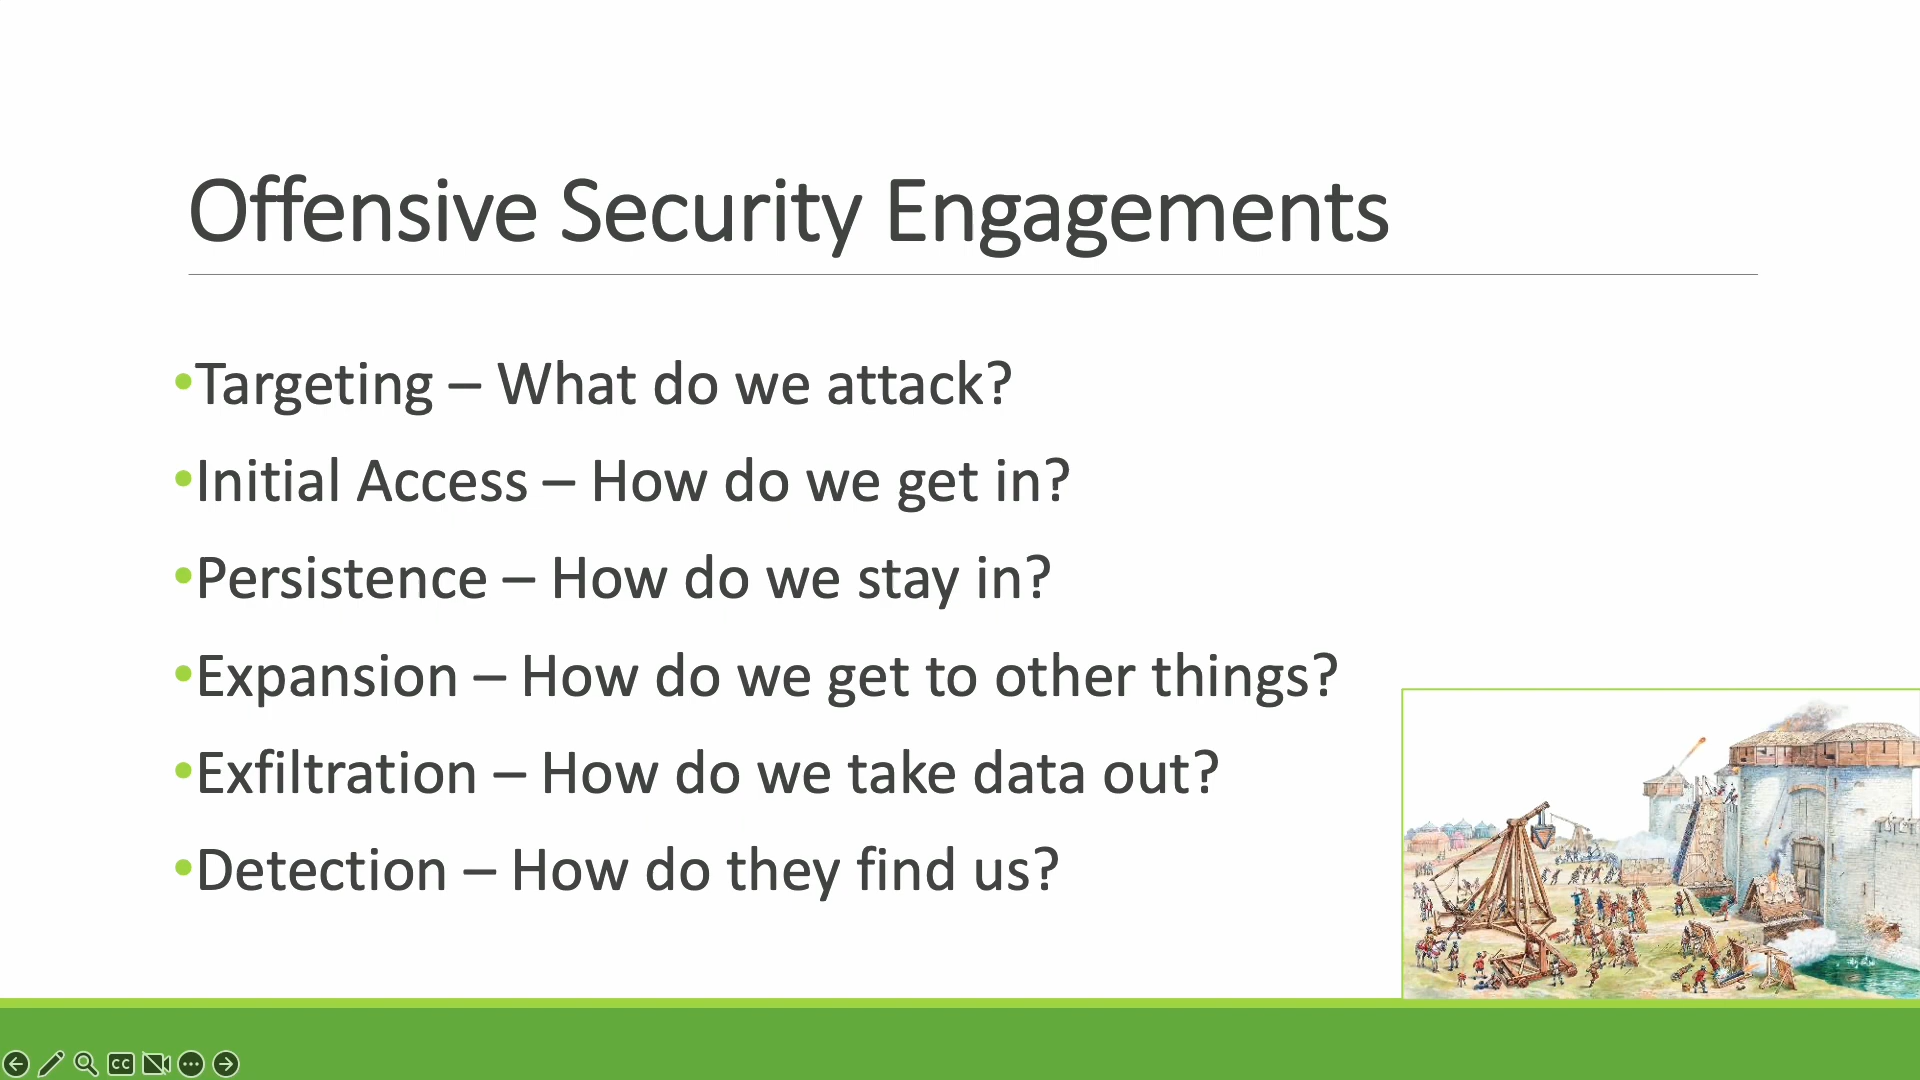 Offensive Security Engagements
•Targeting – What do we attack?
•Initial Access – How do we get in?
•Persistence – How do we stay in?
•Expansion – How do we get to other things?
•Exfiltration – How do we take data out?
•Detection – How do they find us?
CC